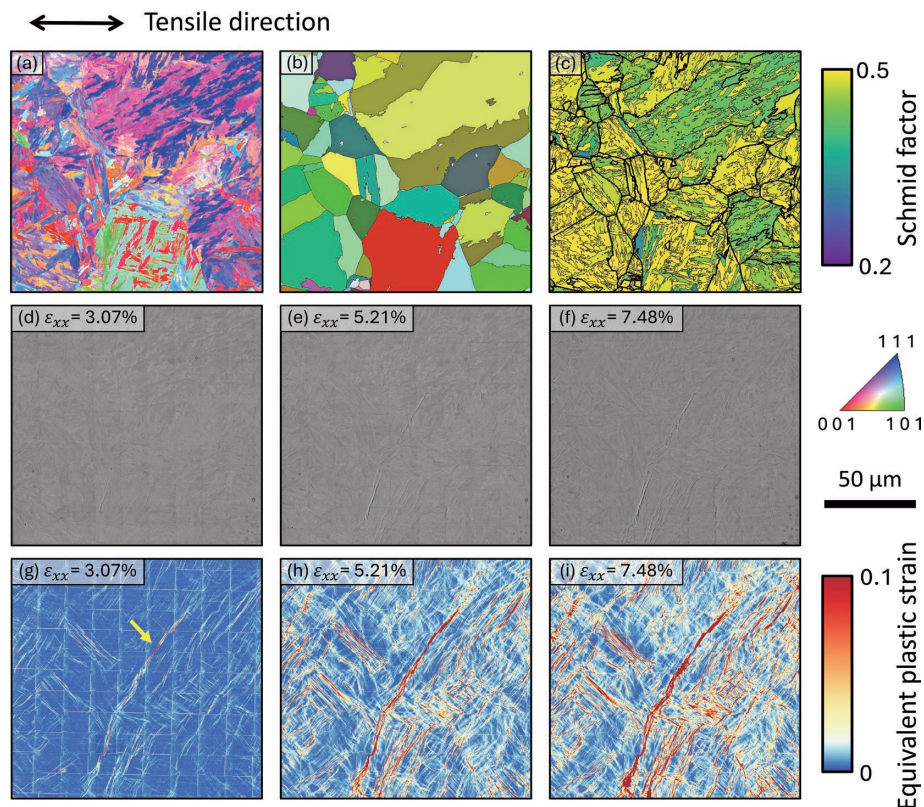 Tensile direction
(a)
(b)
(c)
0.5
Schmid factor
0.2
(d) εxx = 3.07%
(e) εxx = 5.21%
(f) εxx = 7.48%
1 1 1
0 0 1
1 0 1
50 µm
(g) εxx = 3.07%
(h) εxx = 5.21%
(i) εxx = 7.48%
0.1
Equivalent plastic strain
0